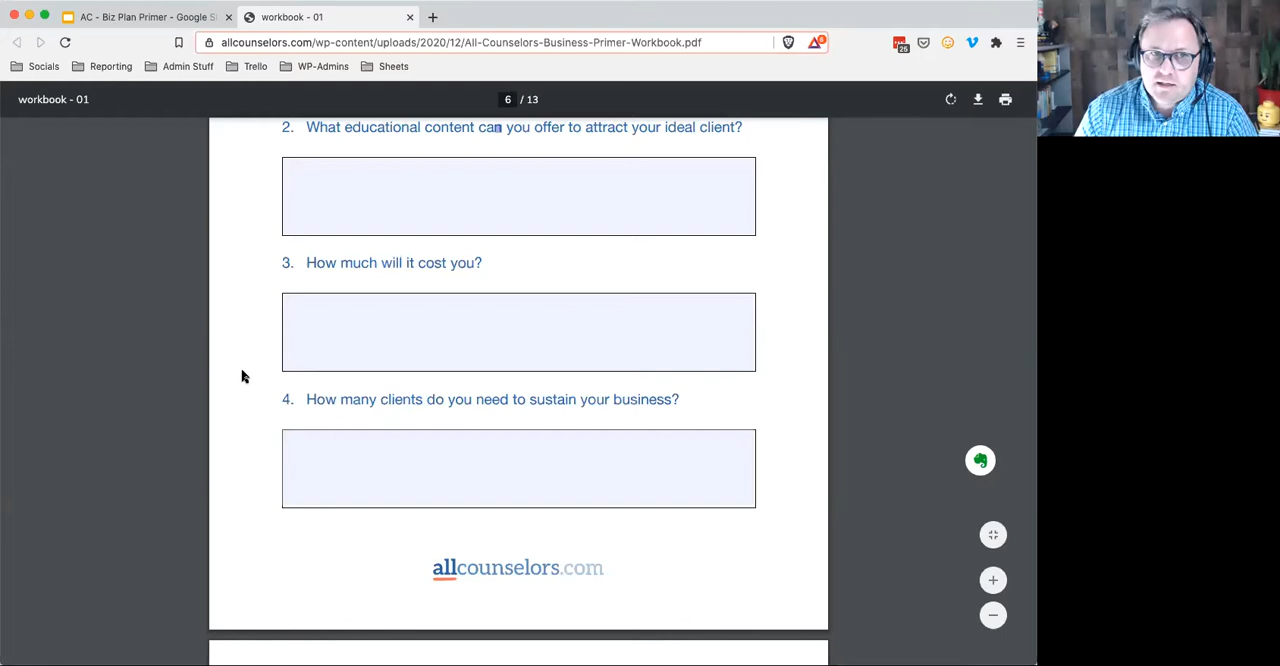 AC - Biz Plan Primer - Google Sl
workbook - 01
allcounselors.com/wp-content/uploads/2020/12/All-Counselors-Business-Primer-Workbook.pdf
6
25
Socials
Reporting
Admin Stuff
Trello
WP-Admins
Sheets
workbook - 01
6 / 13
2. What educational content can you offer to attract your ideal client?
3. How much will it cost you?
4. How many clients do you need to sustain your business?
allcounselors.com